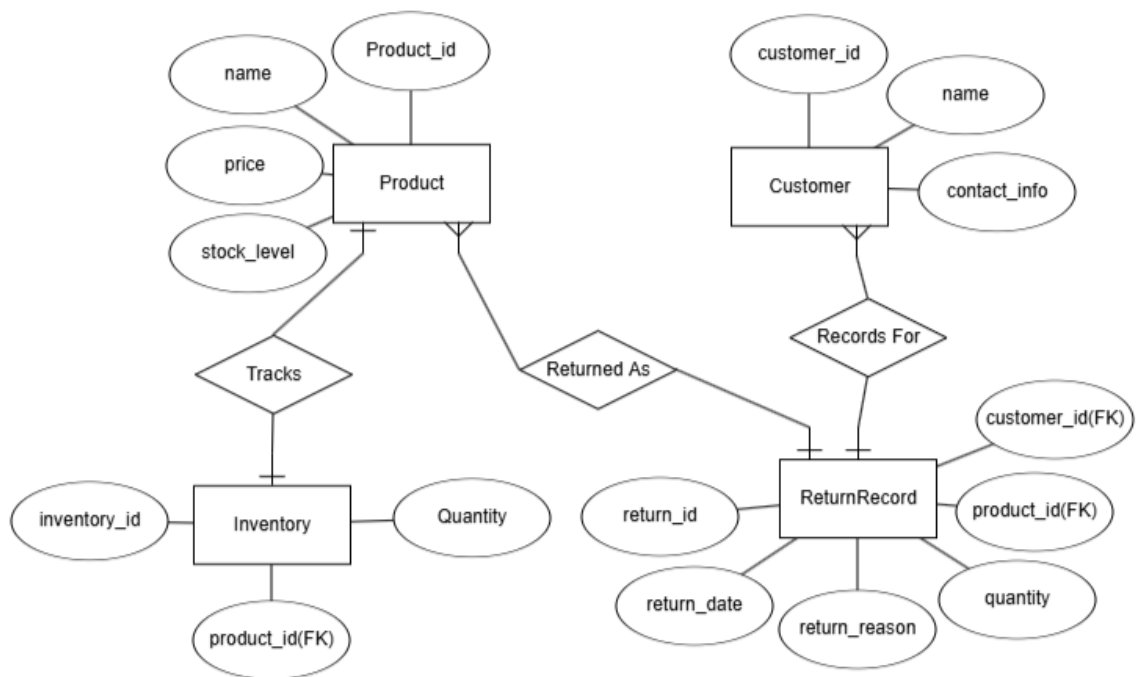 Product_id
name
price
stock_level
Product
customer_id
name
contact_info
Customer
Tracks
Returned As
Records For
inventory_id
Inventory
Quantity
product_id(FK)
ReturnRecord
customer_id(FK)
product_id(FK)
return_id
return_date
return_reason
quantity